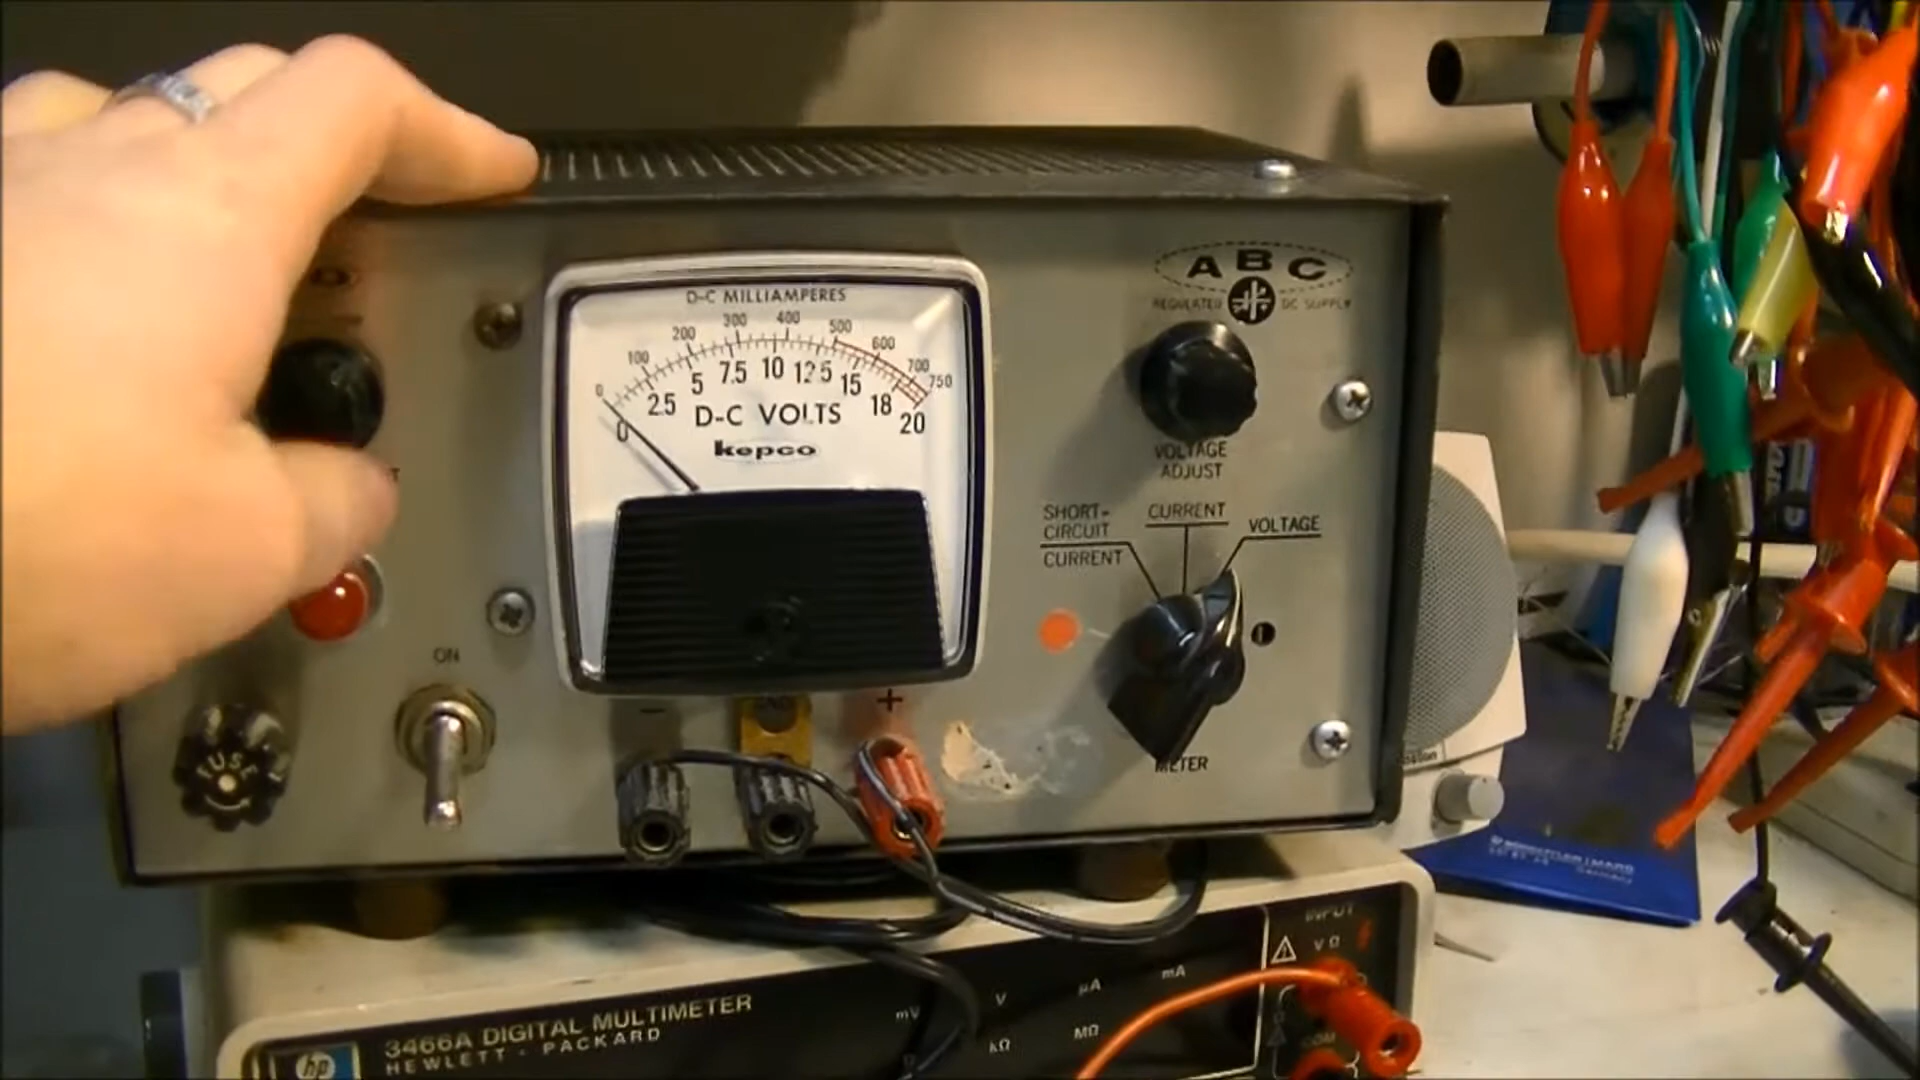 D-C MILLIAMPERES
0 100 200 300 400 500 600 700 750
0 2.5 5 7.5 10 12.5 15 18 20
D-C VOLTS
kepco
ABC
REGULATED DC SUPPLY
VOLTAGE
ADJUST
SHORT-
CIRCUIT
CURRENT
CURRENT
VOLTAGE
METER
ON
FUSE
-
GND
+
3466A DIGITAL MULTIMETER
HEWLETT-PACKARD
hp
mV V µA mA
Ω kΩ MΩ
INPUT
VΩ
COM